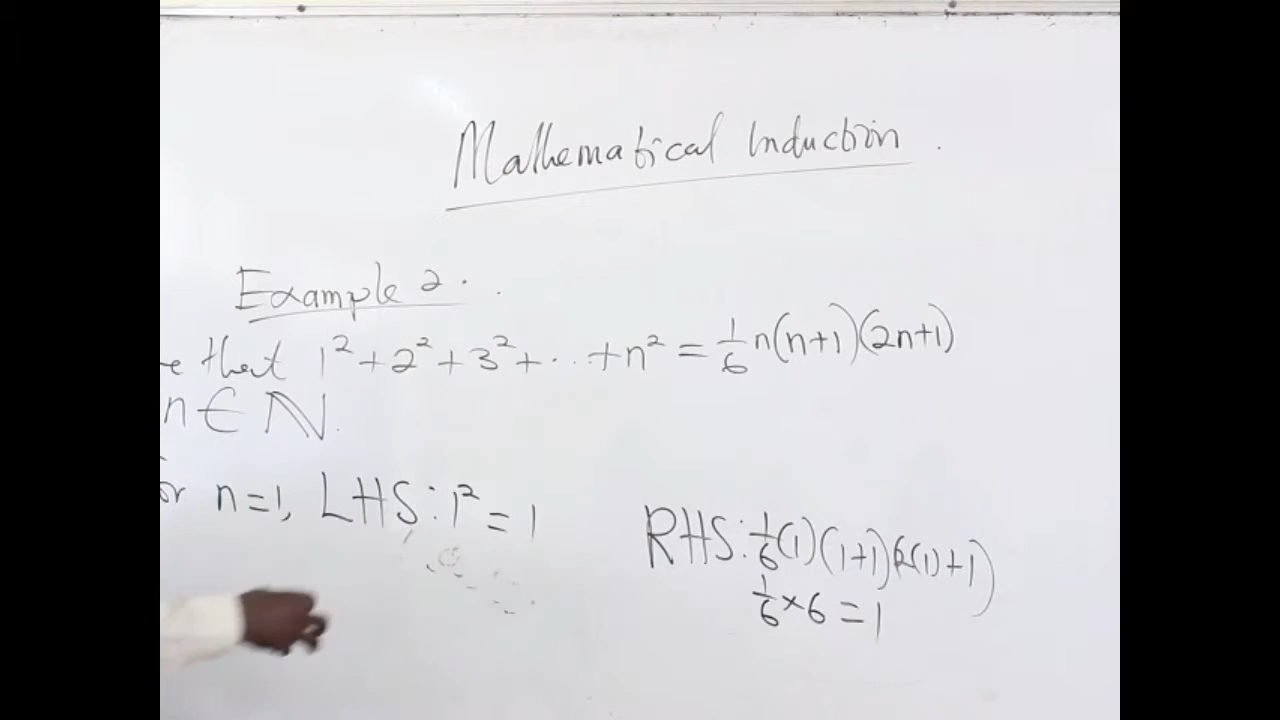 Mathematical Induction.
Example 2.
e that 1² + 2² + 3² + ... + n² = 1/6 n(n+1)(2n+1)
n ∈ ℕ.
or n=1, LHS: 1² = 1
RHS: 1/6(1)(1+1)(2(1)+1)
1/6 × 6 = 1